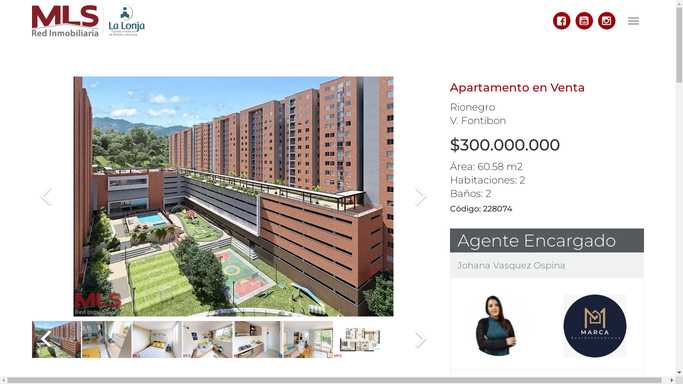 MLS
Red Inmobiliaria
La Lonja
Apartamento en Venta
Rionegro
V. Fontibon
$300.000.000
Área: 60.58 m2
Habitaciones: 2
Baños: 2
Código: 228074
Agente Encargado
Johana Vasquez Ospina
MLS
Red Inmobiliaria
MARCA